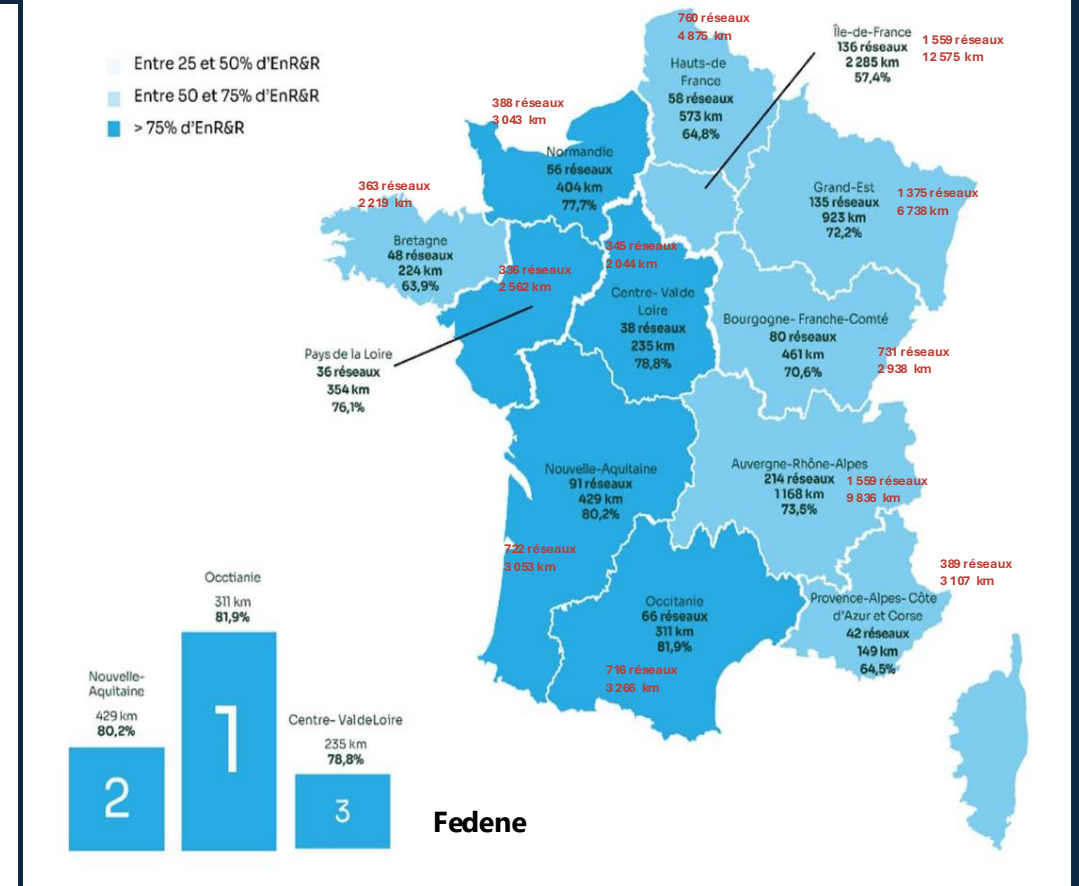 Entre 25 et 50% d'EnR&R
Entre 50 et 75% d'EnR&R
> 75% d'EnR&R
760 réseaux
4 875 km
Hauts-de
France
58 réseaux
573 km
64,8%
Île-de-France
136 réseaux
2 285 km
57,4%
1 559 réseaux
12 575 km
388 réseaux
3 043 km
Normandie
56 réseaux
404 km
77,7%
Grand-Est
135 réseaux
923 km
72,2%
1 375 réseaux
6 738 km
363 réseaux
2 219 km
Bretagne
48 réseaux
224 km
63,9%
336 réseaux
2 562 km
345 réseaux
2 044 km
Centre- Val de
Loire
38 réseaux
235 km
78,8%
Bourgogne- Franche-Comté
80 réseaux
461 km
70,6%
731 réseaux
2 938 km
Pays de la Loire
36 réseaux
354 km
76,1%
Nouvelle-Aquitaine
91 réseaux
429 km
80,2%
722 réseaux
3 053 km
Auvergne-Rhône-Alpes
214 réseaux
1 168 km
73,5%
1 559 réseaux
9 836 km
389 réseaux
3 107 km
Provence-Alpes-Côte
d'Azur et Corse
42 réseaux
149 km
64,5%
Occitanie
66 réseaux
311 km
81,9%
716 réseaux
3 266 km
Occtianie
311 km
81,9%
1
Nouvelle-
Aquitaine
429 km
80,2%
2
Centre- Val de Loire
235 km
78,8%
3
Fedene